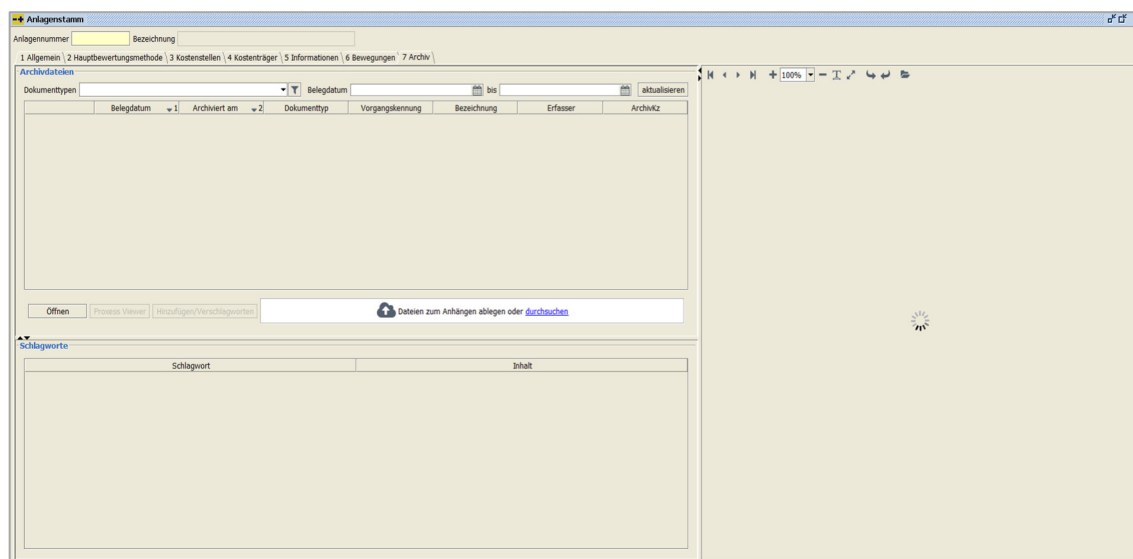 Anlagenstamm
Anlagennummer Bezeichnung
1 Allgemein 2 Hauptbewertungsmethode 3 Kostenstellen 4 Kostenträger 5 Informationen 6 Bewegungen 7 Archiv
Archivdateien
Dokumenttypen Belegdatum bis aktualisieren
Belegdatum 1 Archiviert am 2 Dokumenttyp Vorgangskennung Bezeichnung Erfasser ArchivKz
Öffnen Prozess Viewer Hinzufügen/Verschlagworten Dateien zum Anhängen ablegen oder durchsuchen
Schlagworte
Schlagwort Inhalt
100%